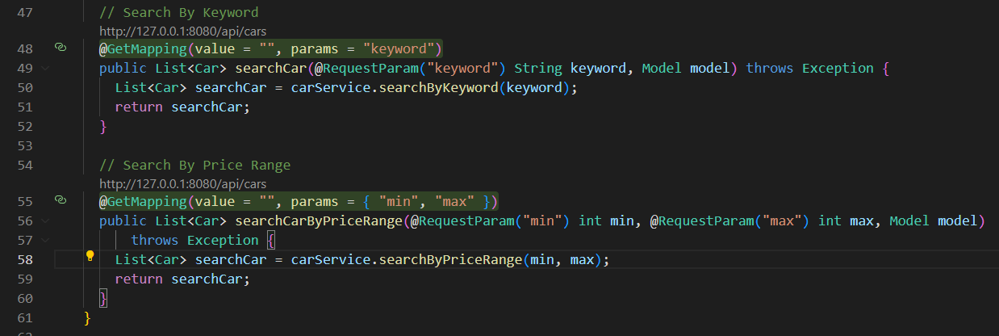 47 // Search By Keyword
http://127.0.0.1:8080/api/cars
48 @GetMapping(value = "", params = "keyword")
49 public List<Car> searchCar(@RequestParam("keyword") String keyword, Model model) throws Exception {
50 List<Car> searchCar = carService.searchByKeyword(keyword);
51 return searchCar;
52 }
53
54 // Search By Price Range
http://127.0.0.1:8080/api/cars
55 @GetMapping(value = "", params = { "min", "max" })
56 public List<Car> searchCarByPriceRange(@RequestParam("min") int min, @RequestParam("max") int max, Model model)
57 throws Exception {
58 List<Car> searchCar = carService.searchByPriceRange(min, max);
59 return searchCar;
60 }
61 }